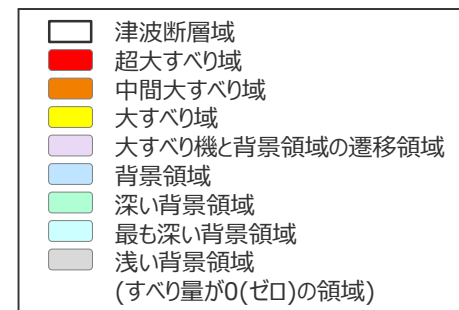 津波断層域
超大すべり域
中間大すべり域
大すべり域
大すべり機と背景領域の遷移領域
背景領域
深い背景領域
最も深い背景領域
浅い背景領域
(すべり量が0(ゼロ)の領域)